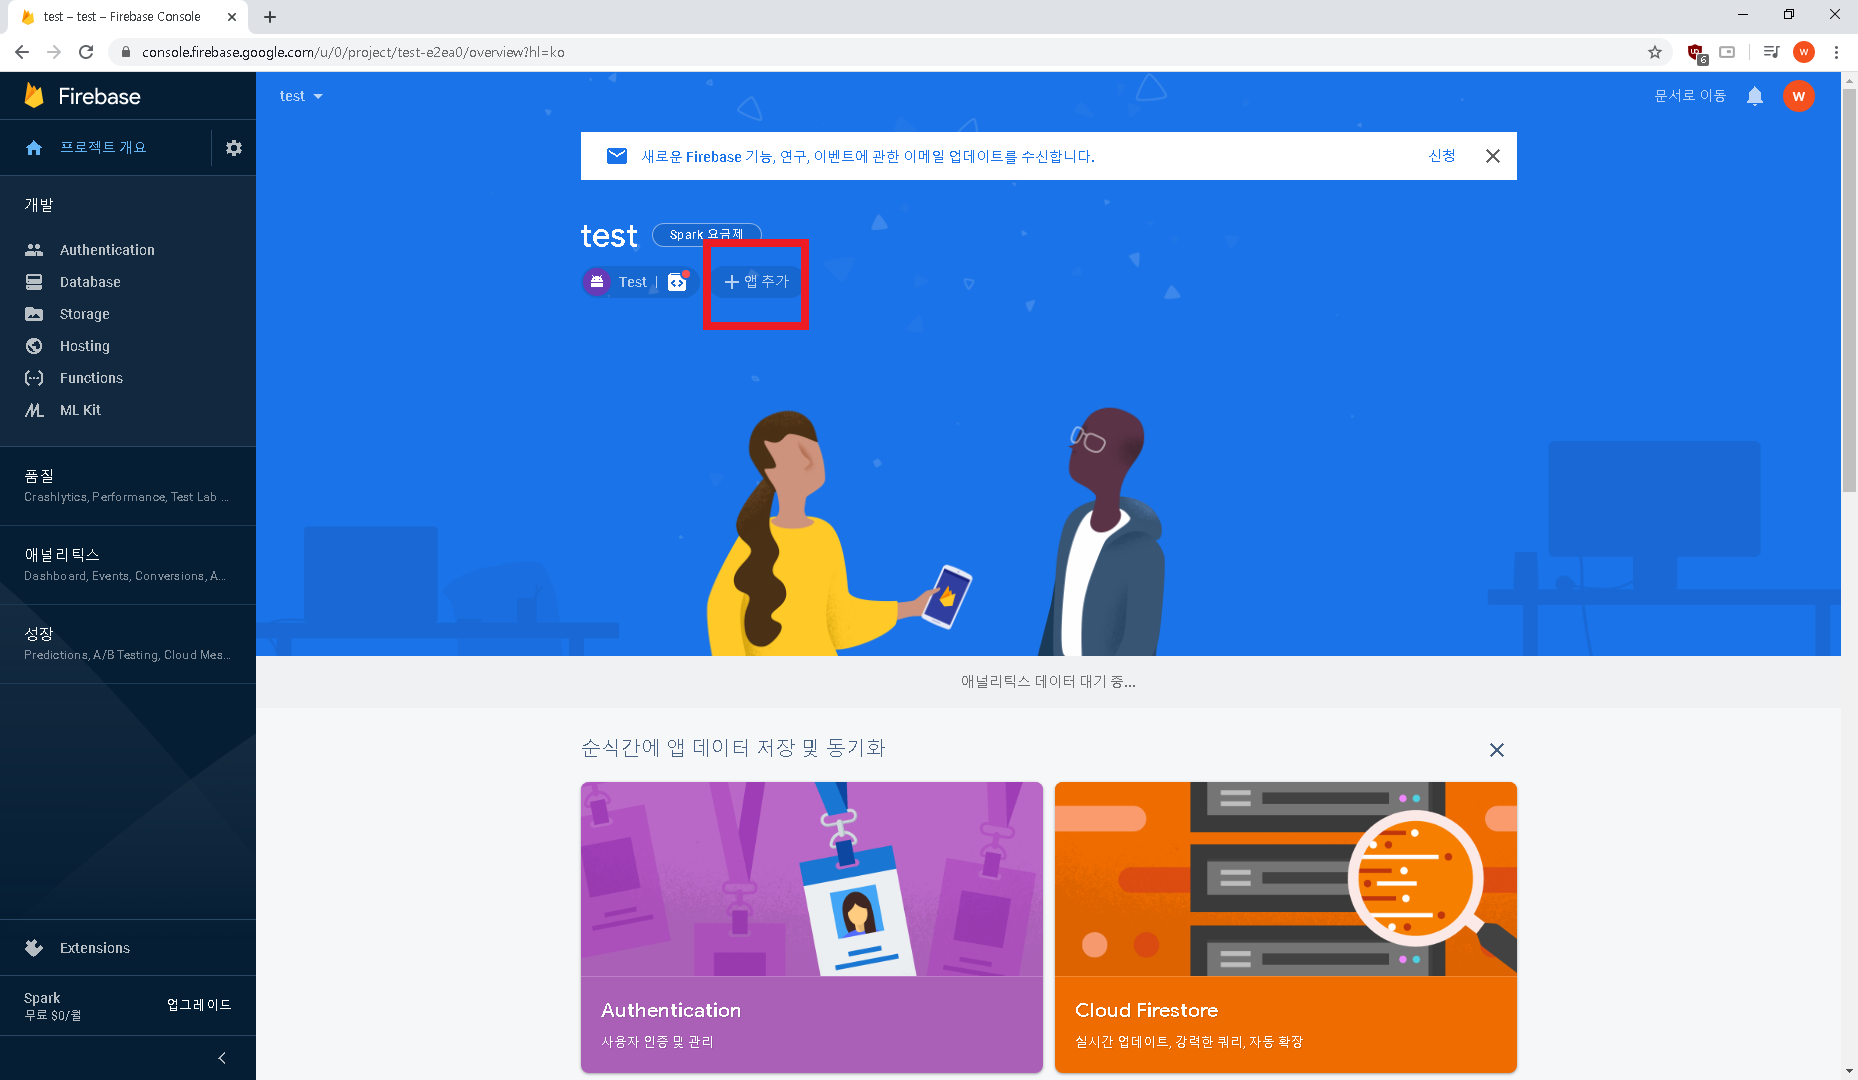 test – test – Firebase Console
console.firebase.google.com/u/0/project/test-e2ea0/overview?hl=ko
6
W
Firebase
test
문서로 이동
W
프로젝트 개요
새로운 Firebase 기능, 연구, 이벤트에 관한 이메일 업데이트를 수신합니다.
신청
개발
Authentication
Database
Storage
Hosting
Functions
ML Kit
test
Spark 요금제
Test
앱 추가
품질
Crashlytics, Performance, Test Lab ...
애널리틱스
Dashboard, Events, Conversions, A...
성장
Predictions, A/B Testing, Cloud Mes...
애널리틱스 데이터 대기 중...
순식간에 앱 데이터 저장 및 동기화
Authentication
사용자 인증 및 관리
Cloud Firestore
실시간 업데이트, 강력한 쿼리, 자동 확장
Extensions
Spark
무료 $0/월
업그레이드